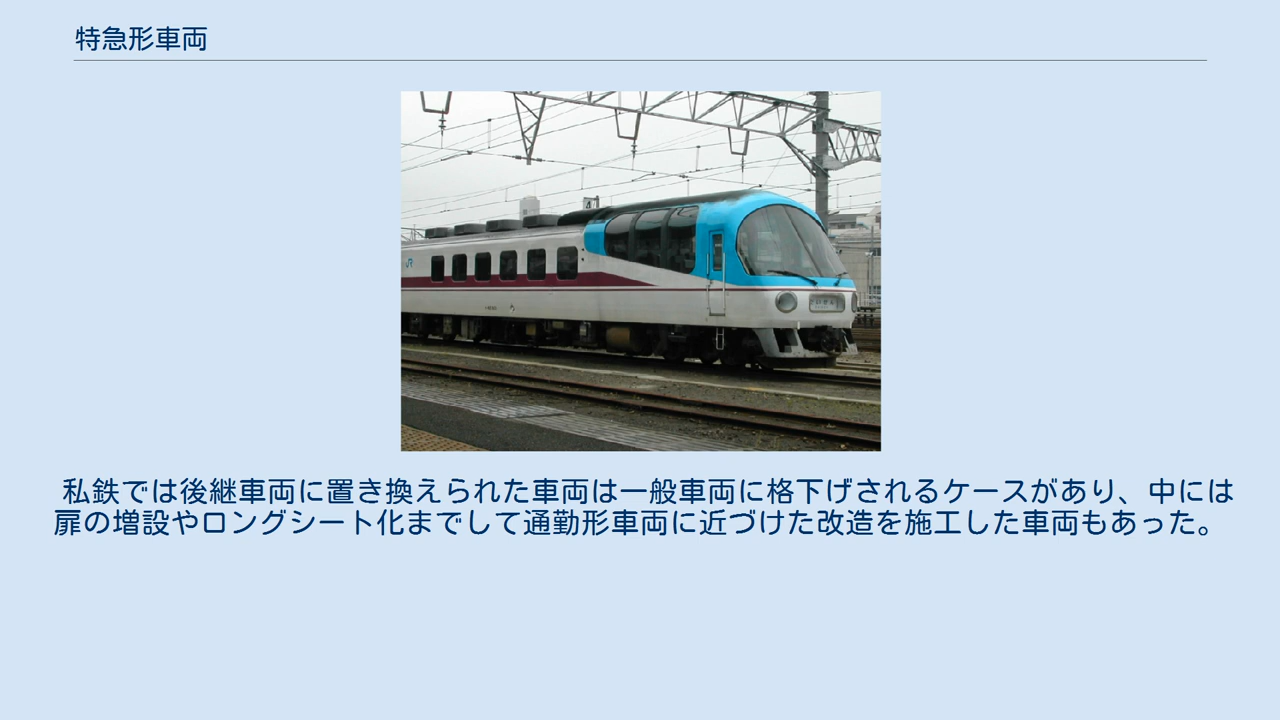 特急形車両
JR
私鉄では後継車両に置き換えられた車両は一般車両に格下げされるケースがあり、中には
扉の増設やロングシート化までして通勤形車両に近づけた改造を施工した車両もあった。